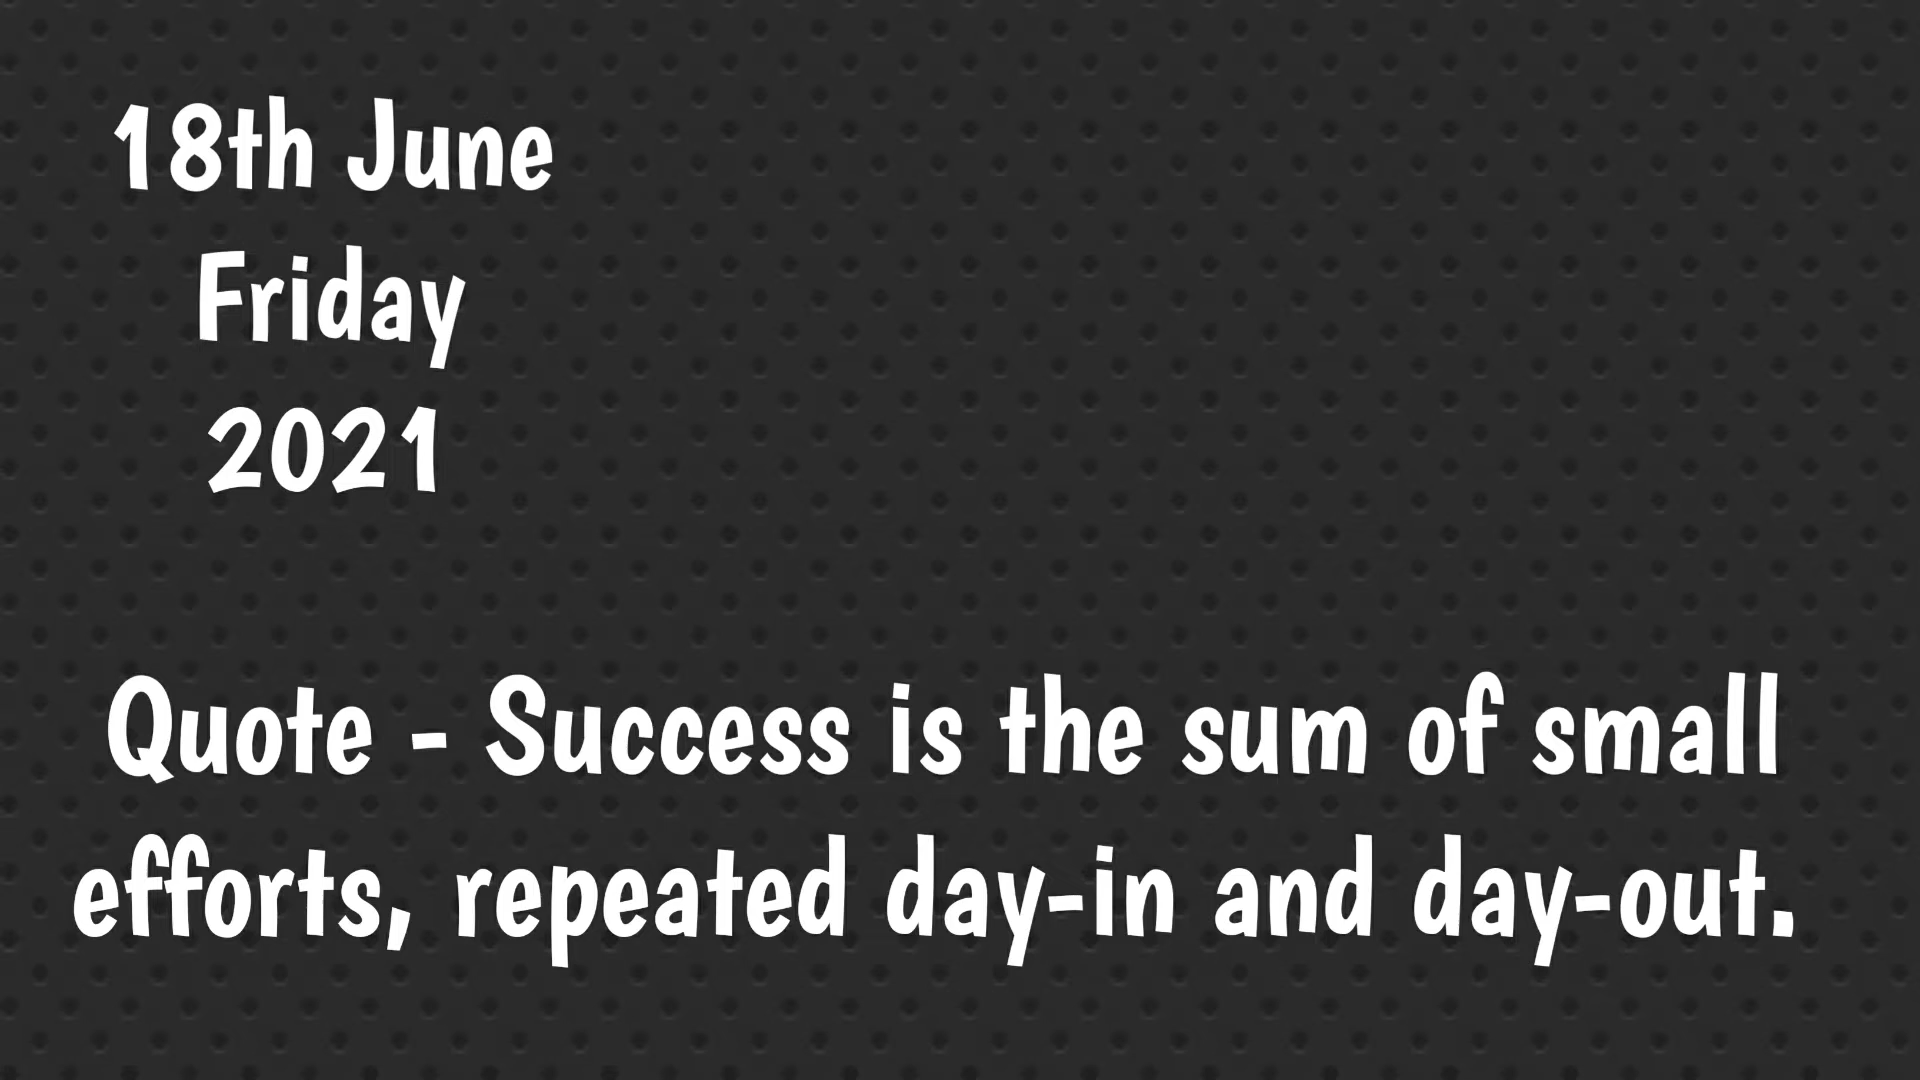 18th June
Friday
2021
Quote - Success is the sum of small
efforts, repeated day-in and day-out.